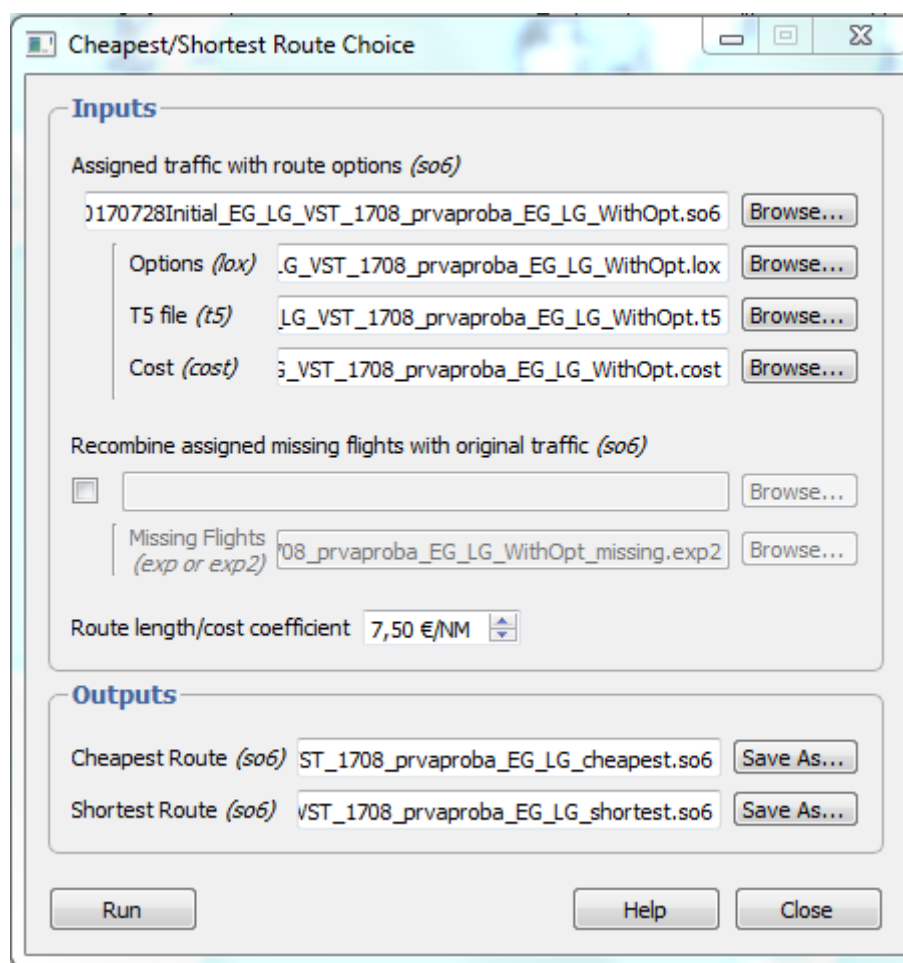 Cheapest/Shortest Route Choice
Inputs
Assigned traffic with route options (so6)
0170728Initial_EG_LG_VST_1708_prvaproba_EG_LG_WithOpt.so6 Browse...
Options (lox) .G_VST_1708_prvaproba_EG_LG_WithOpt.lox Browse...
T5 file (t5) LG_VST_1708_prvaproba_EG_LG_WithOpt.t5 Browse...
Cost (cost) G_VST_1708_prvaproba_EG_LG_WithOpt.cost Browse...
Recombine assigned missing flights with original traffic (so6)
Browse...
Missing Flights
(exp or exp2) 708_prvaproba_EG_LG_WithOpt_missing.exp2 Browse...
Route length/cost coefficient 7,50 €/NM
Outputs
Cheapest Route (so6) ST_1708_prvaproba_EG_LG_cheapest.so6 Save As...
Shortest Route (so6) VST_1708_prvaproba_EG_LG_shortest.so6 Save As...
Run Help Close